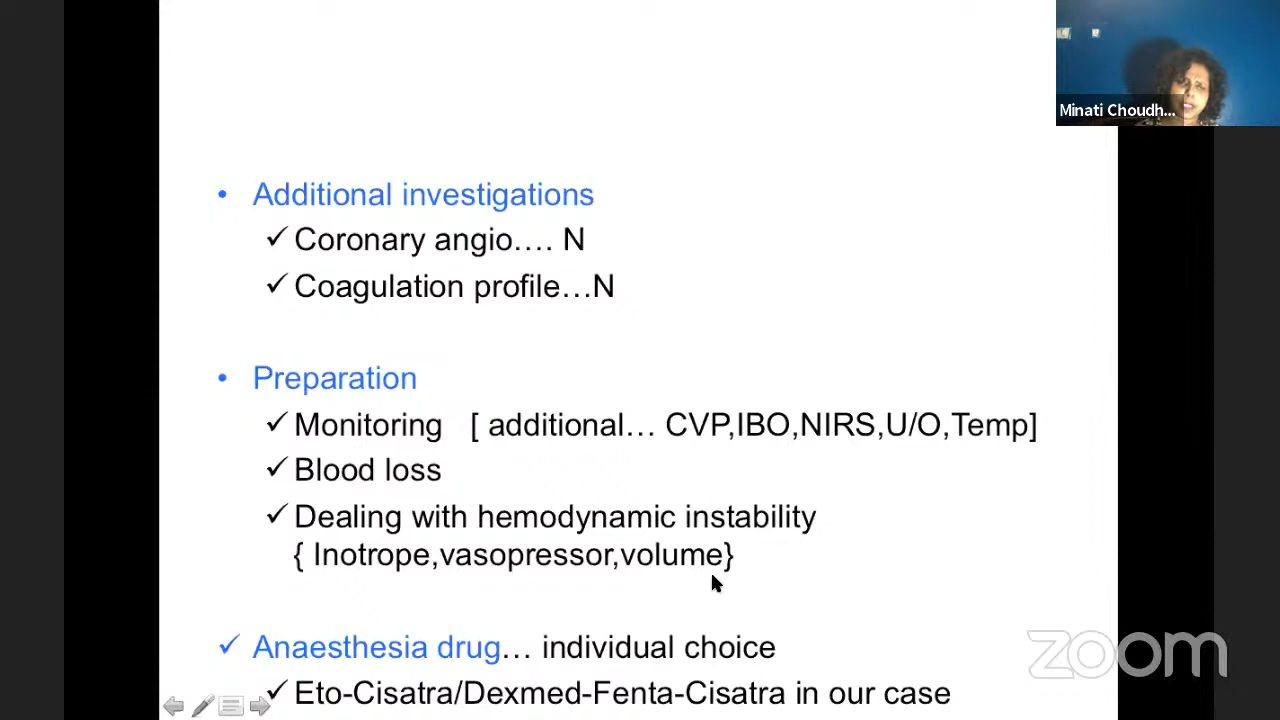 Minati Choudh...
• Additional investigations
✓ Coronary angio…. N
✓ Coagulation profile…N
• Preparation
✓ Monitoring [ additional… CVP,IBO,NIRS,U/O,Temp]
✓ Blood loss
✓ Dealing with hemodynamic instability
{ Inotrope,vasopressor,volume}
✓ Anaesthesia drug… individual choice
✓ Eto-Cisatra/Dexmed-Fenta-Cisatra in our case
zoom